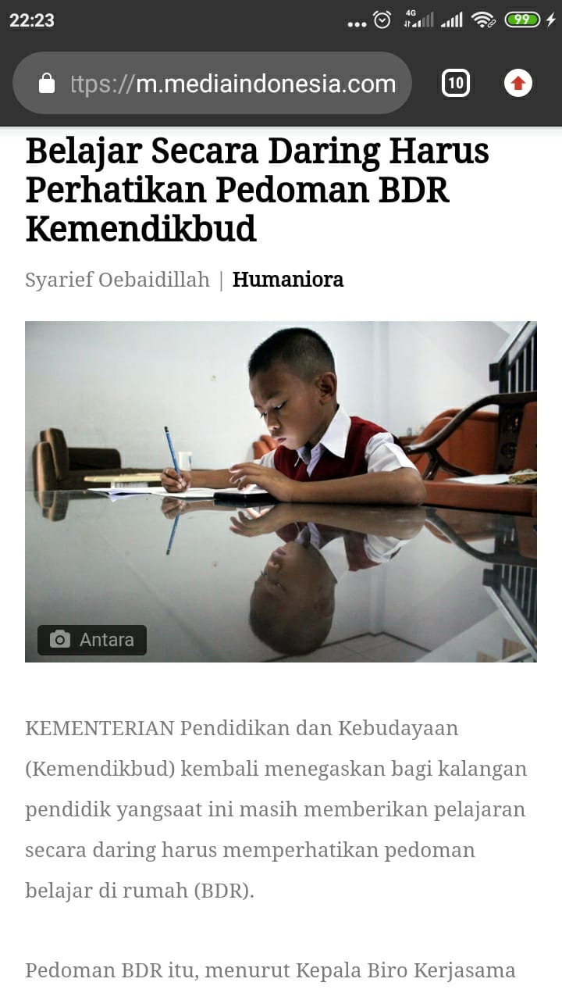 22:23
4G
99
ttps://m.mediaindonesia.com
10
Belajar Secara Daring Harus
Perhatikan Pedoman BDR
Kemendikbud
Syarief Oebaidillah | Humaniora
Antara
KEMENTERIAN Pendidikan dan Kebudayaan
(Kemendikbud) kembali menegaskan bagi kalangan
pendidik yangsaat ini masih memberikan pelajaran
secara daring harus memperhatikan pedoman
belajar di rumah (BDR).
Pedoman BDR itu, menurut Kepala Biro Kerjasama